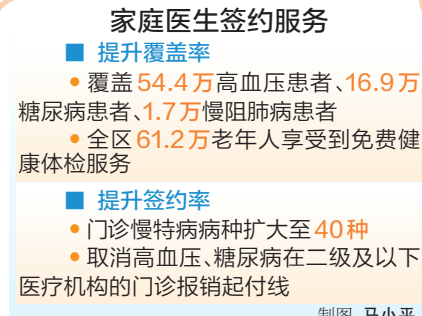 家庭医生签约服务
■ 提升覆盖率
● 覆盖54.4万高血压患者、16.9万
糖尿病患者、1.7万慢阻肺病患者
● 全区61.2万老年人享受到免费健
康体检服务
■ 提升签约率
● 门诊慢特病病种扩大至40种
● 取消高血压、糖尿病在二级及以下
医疗机构的门诊报销起付线
制图 马小平